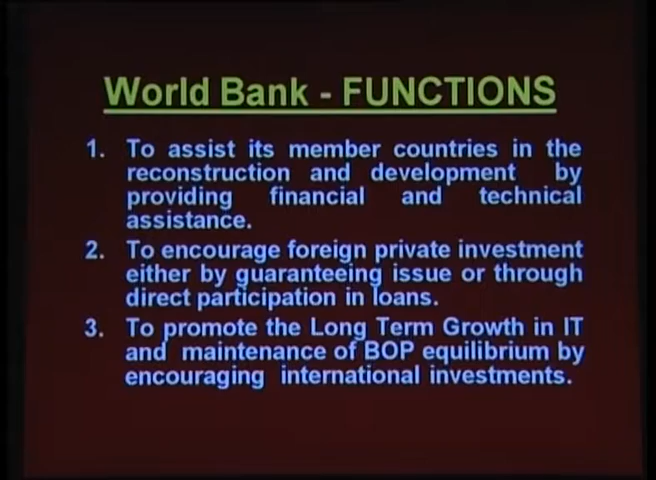 World Bank - FUNCTIONS
1. To assist its member countries in the
reconstruction and development by
providing financial and technical
assistance.
2. To encourage foreign private investment
either by guaranteeing issue or through
direct participation in loans.
3. To promote the Long Term Growth in IT
and maintenance of BOP equilibrium by
encouraging international investments.